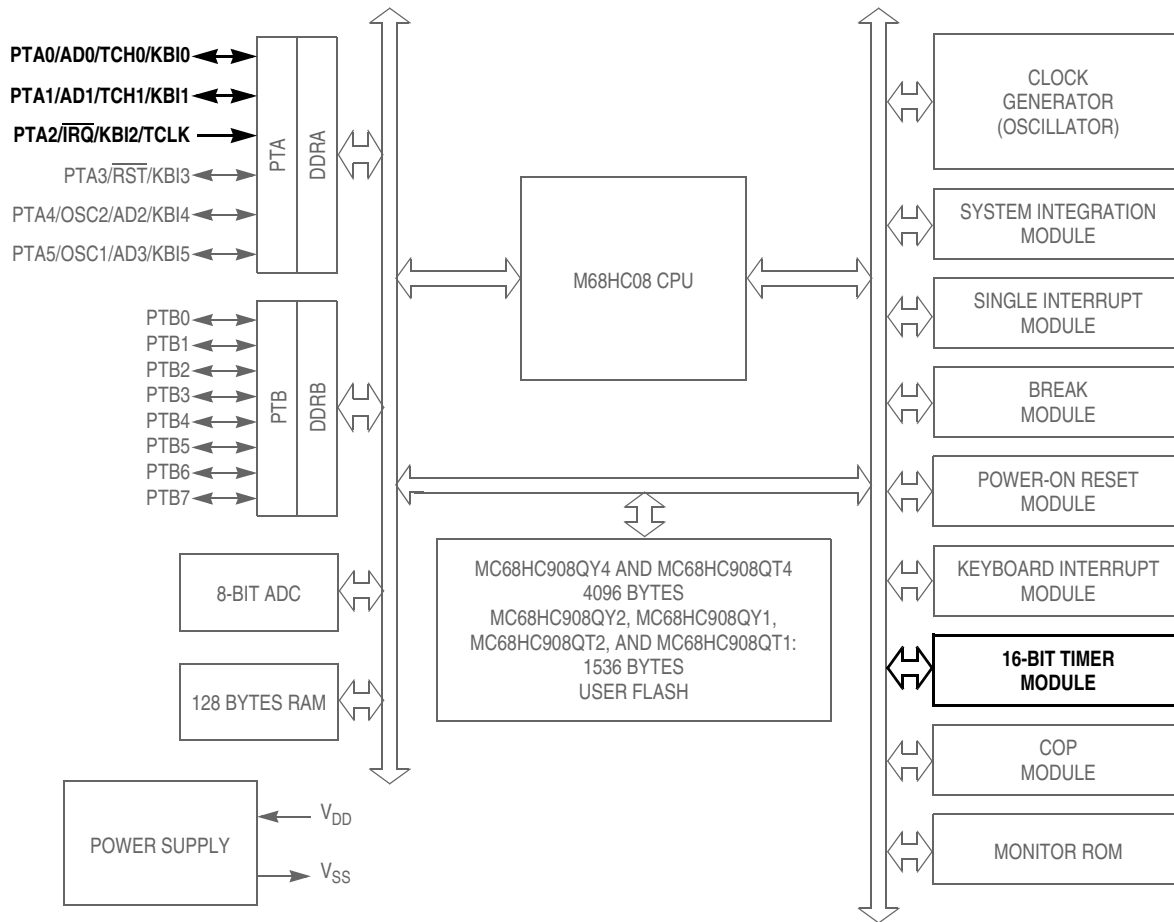 PTA0/AD0/TCH0/KBI0
PTA1/AD1/TCH1/KBI1
PTA2/IRQ/KBI2/TCLK
PTA3/RST/KBI3
PTA4/OSC2/AD2/KBI4
PTA5/OSC1/AD3/KBI5
PTA
DDRA
PTB0
PTB1
PTB2
PTB3
PTB4
PTB5
PTB6
PTB7
PTB
DDRB
8-BIT ADC
128 BYTES RAM
POWER SUPPLY
VDD
VSS
M68HC08 CPU
MC68HC908QY4 AND MC68HC908QT4
4096 BYTES
MC68HC908QY2, MC68HC908QY1,
MC68HC908QT2, AND MC68HC908QT1:
1536 BYTES
USER FLASH
CLOCK
GENERATOR
(OSCILLATOR)
SYSTEM INTEGRATION
MODULE
SINGLE INTERRUPT
MODULE
BREAK
MODULE
POWER-ON RESET
MODULE
KEYBOARD INTERRUPT
MODULE
16-BIT TIMER
MODULE
COP
MODULE
MONITOR ROM